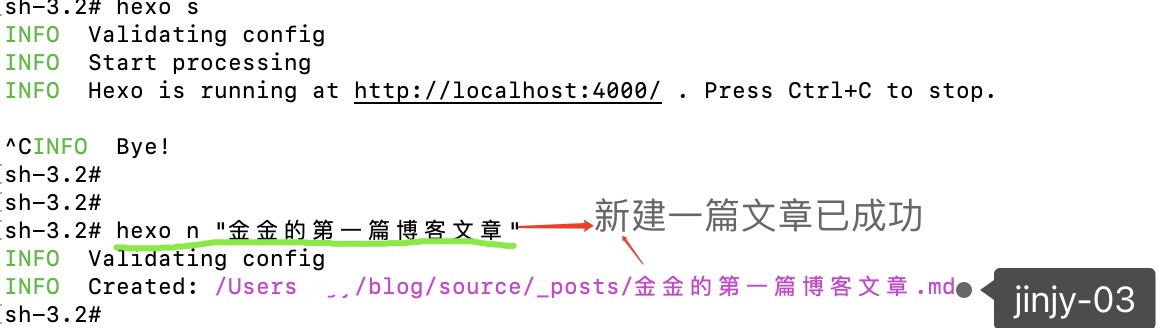 sh-3.2# hexo s
INFO  Validating config
INFO  Start processing
INFO  Hexo is running at http://localhost:4000/ . Press Ctrl+C to stop.
^CINFO  Bye!
sh-3.2#
sh-3.2#
sh-3.2# hexo n "金金的第一篇博客文章" 新建一篇文章已成功
INFO  Validating config
INFO  Created: /Users /blog/source/_posts/金金的第一篇博客文章.md jinjy-03
sh-3.2#